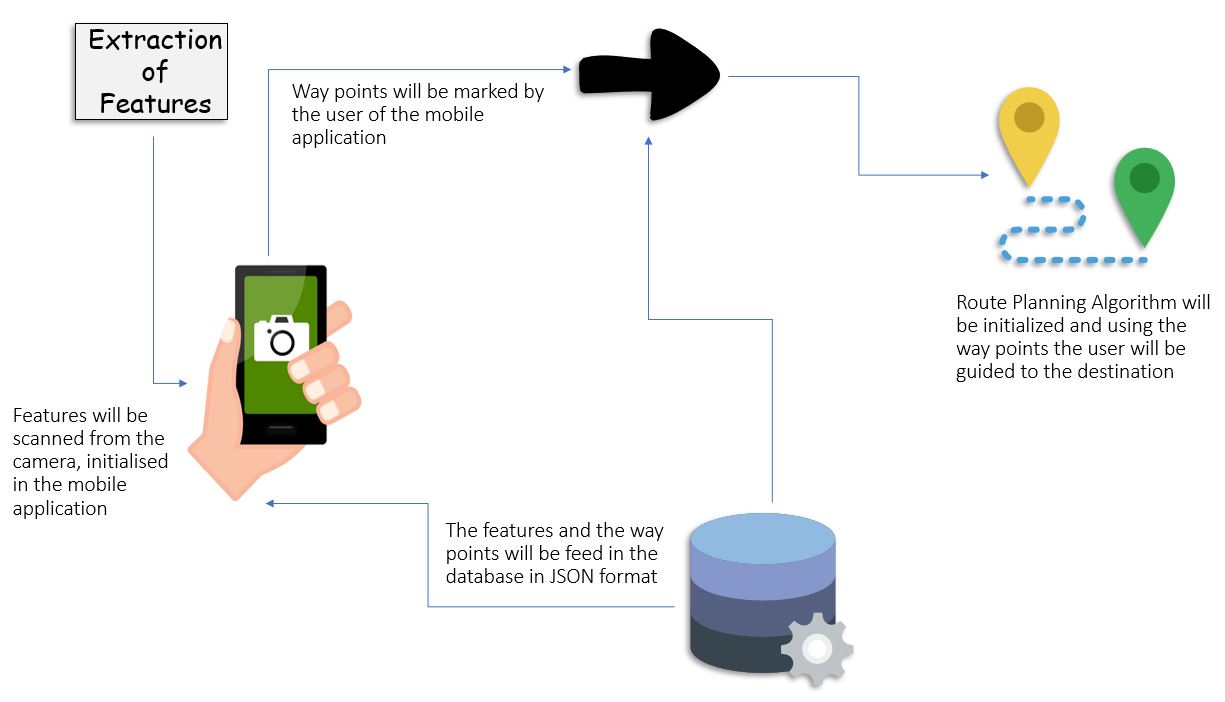 Extraction
of
Features
Way points will be marked by
the user of the mobile
application
Route Planning Algorithm will
be initialized and using the
way points the user will be
guided to the destination
Features will be
scanned from the
camera, initialised
in the mobile
application
The features and the way
points will be feed in the
database in JSON format